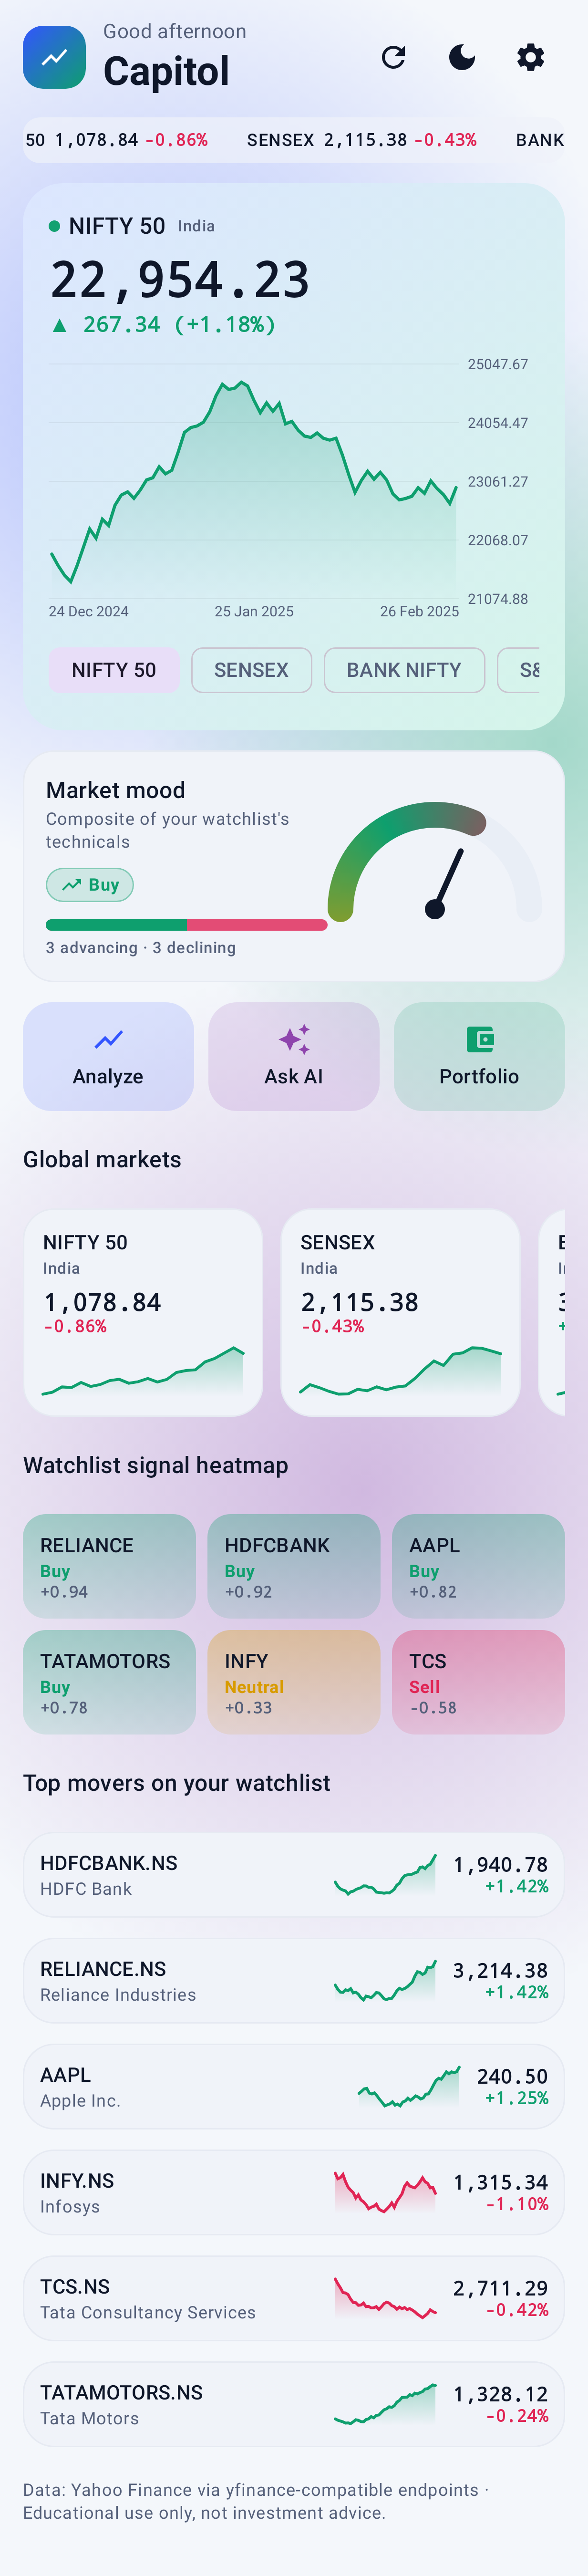 Good afternoon
Capitol
50 1,078.84 -0.86% SENSEX 2,115.38 -0.43% BANK
NIFTY 50 India
22,954.23
▲ 267.34 (+1.18%)
25047.67
24054.47
23061.27
22068.07
21074.88
24 Dec 2024 25 Jan 2025 26 Feb 2025
NIFTY 50 SENSEX BANK NIFTY S&
Market mood
Composite of your watchlist's
technicals
Buy
3 advancing · 3 declining
Analyze Ask AI Portfolio
Global markets
NIFTY 50
India
1,078.84
-0.86%
SENSEX
India
2,115.38
-0.43%
Watchlist signal heatmap
RELIANCE
Buy
+0.94
HDFCBANK
Buy
+0.92
AAPL
Buy
+0.82
TATAMOTORS
Buy
+0.78
INFY
Neutral
+0.33
TCS
Sell
-0.58
Top movers on your watchlist
HDFCBANK.NS
HDFC Bank
1,940.78
+1.42%
RELIANCE.NS
Reliance Industries
3,214.38
+1.42%
AAPL
Apple Inc.
240.50
+1.25%
INFY.NS
Infosys
1,315.34
-1.10%
TCS.NS
Tata Consultancy Services
2,711.29
-0.42%
TATAMOTORS.NS
Tata Motors
1,328.12
-0.24%
Data: Yahoo Finance via yfinance-compatible endpoints ·
Educational use only, not investment advice.